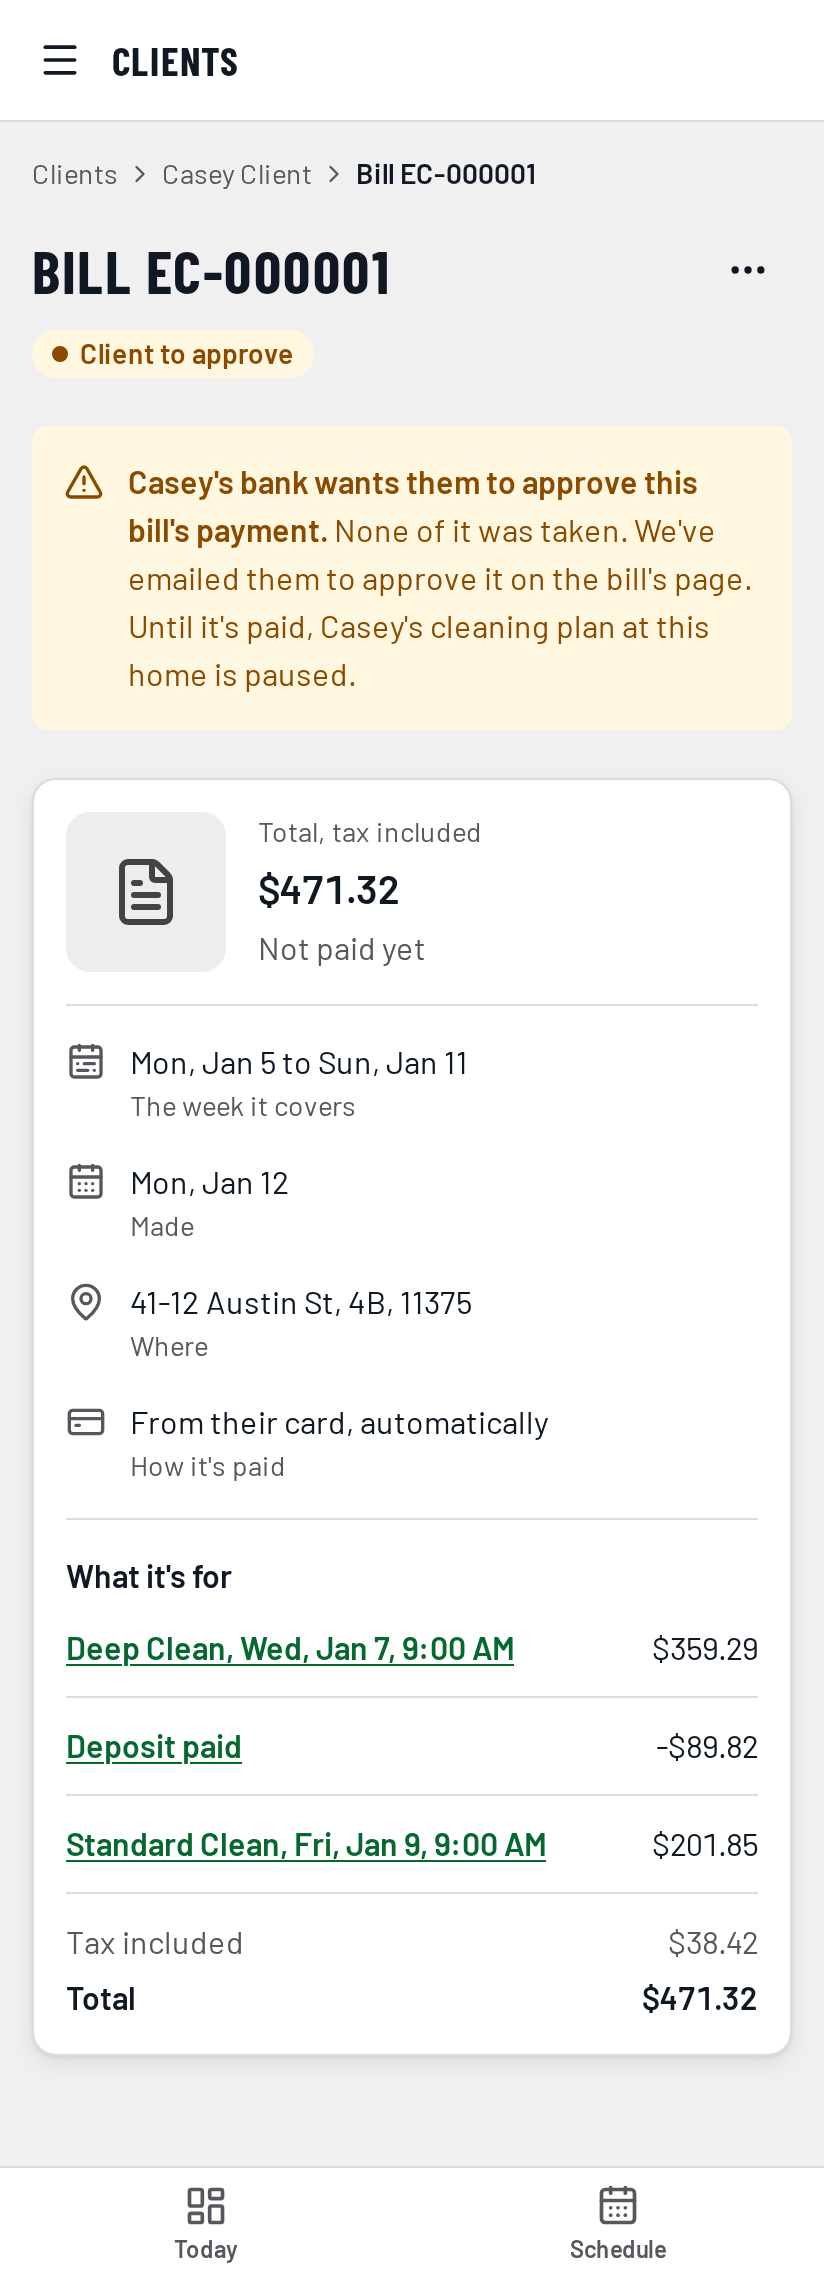 CLIENTS
Clients > Casey Client > Bill EC-000001
BILL EC-000001
Client to approve
Casey's bank wants them to approve this
bill's payment. None of it was taken. We've
emailed them to approve it on the bill's page.
Until it's paid, Casey's cleaning plan at this
home is paused.
Total, tax included
$471.32
Not paid yet
Mon, Jan 5 to Sun, Jan 11
The week it covers
Mon, Jan 12
Made
41-12 Austin St, 4B, 11375
Where
From their card, automatically
How it's paid
What it's for
Deep Clean, Wed, Jan 7, 9:00 AM $359.29
Deposit paid -$89.82
Standard Clean, Fri, Jan 9, 9:00 AM $201.85
Tax included $38.42
Total $471.32
Today Schedule